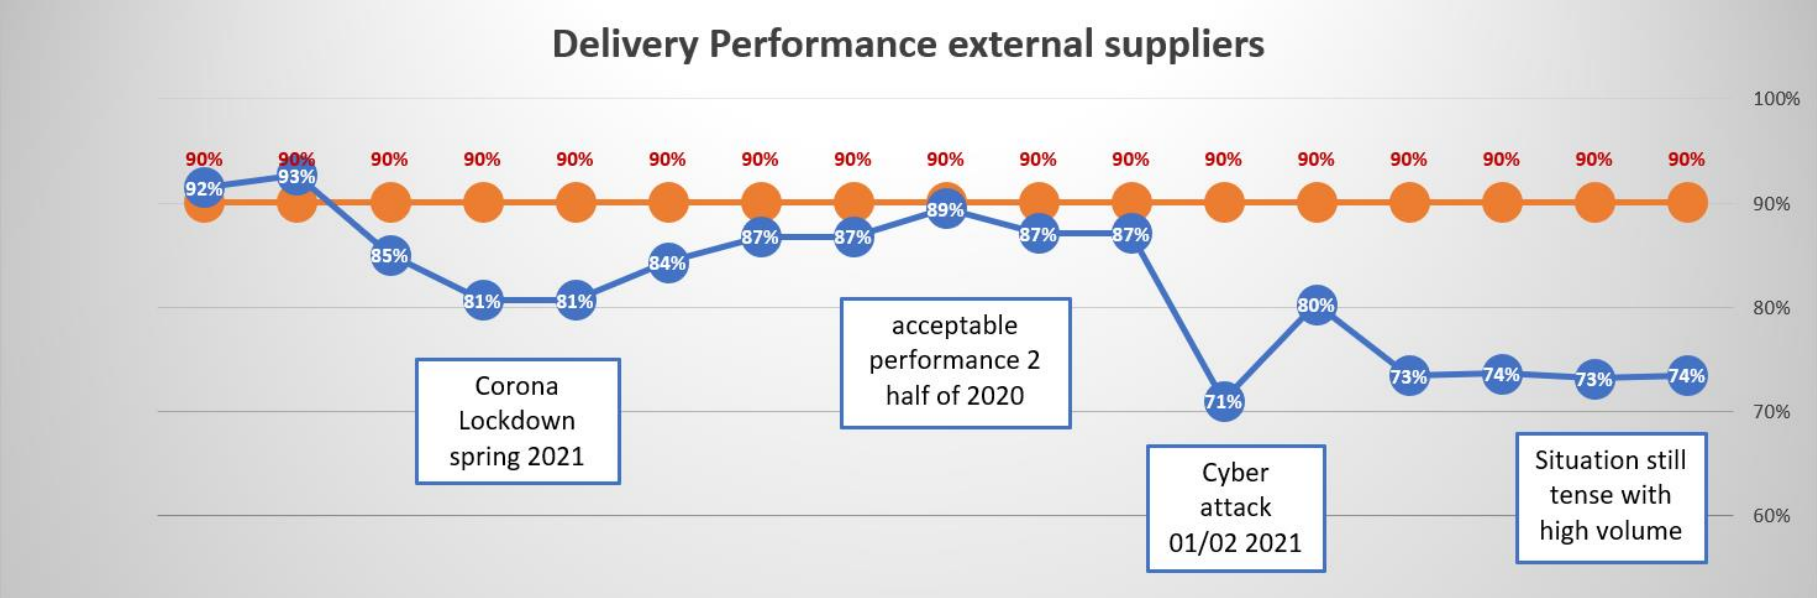 Delivery Performance external suppliers
100%
90% 90% 90% 90% 90% 90% 90% 90% 90% 90% 90% 90% 90% 90% 90% 90% 90%
92% 93% 85% 81% 81% 84% 87% 87% 89% 87% 87% 71% 80% 73% 74% 73% 74%
90%
80%
acceptable
performance 2
half of 2020
Corona
Lockdown
spring 2021
70%
Cyber
attack
01/02 2021
Situation still
tense with
high volume
60%